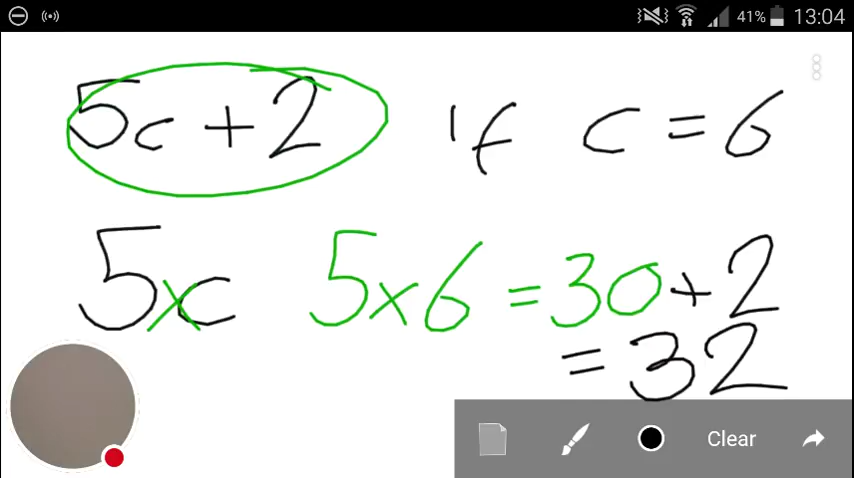 41% 13:04
5c + 2 if c = 6
5xc 5x6 = 30 + 2
= 32
Clear